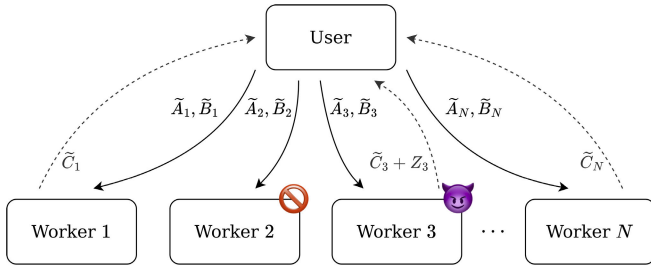 User
Ã₁, B̃₁
Ã₂, B̃₂
Ã₃, B̃₃
Ã_N, B̃_N
C̃₁
C̃₃ + Z₃
C̃_N
Worker 1
Worker 2
Worker 3
...
Worker N